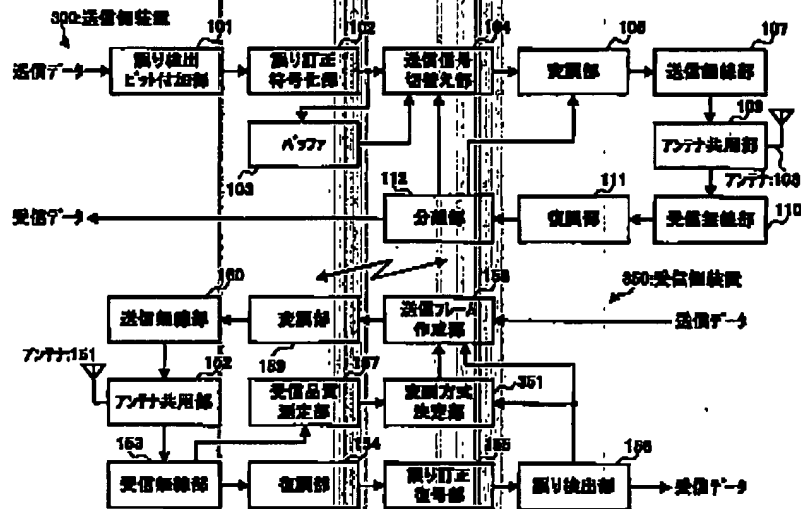 300:送信側装置
101
102
104
106
107
送信データ
誤り検出
ビット付加部
誤り訂正
符号化部
送信信号
切替え部
変調部
送信無線部
109
バッファ
103
アンテナ共用部
アンテナ:108
112
111
受信データ
分離部
復調部
受信無線部
110
160
158
350:受信側装置
送信無線部
変調部
送信フレーム
作成部
送信データ
アンテナ:151
159
157
152
351
アンテナ共用部
受信品質
測定部
変調方式
決定部
153
154
155
156
受信無線部
復調部
誤り訂正
復号部
誤り検出部
受信データ